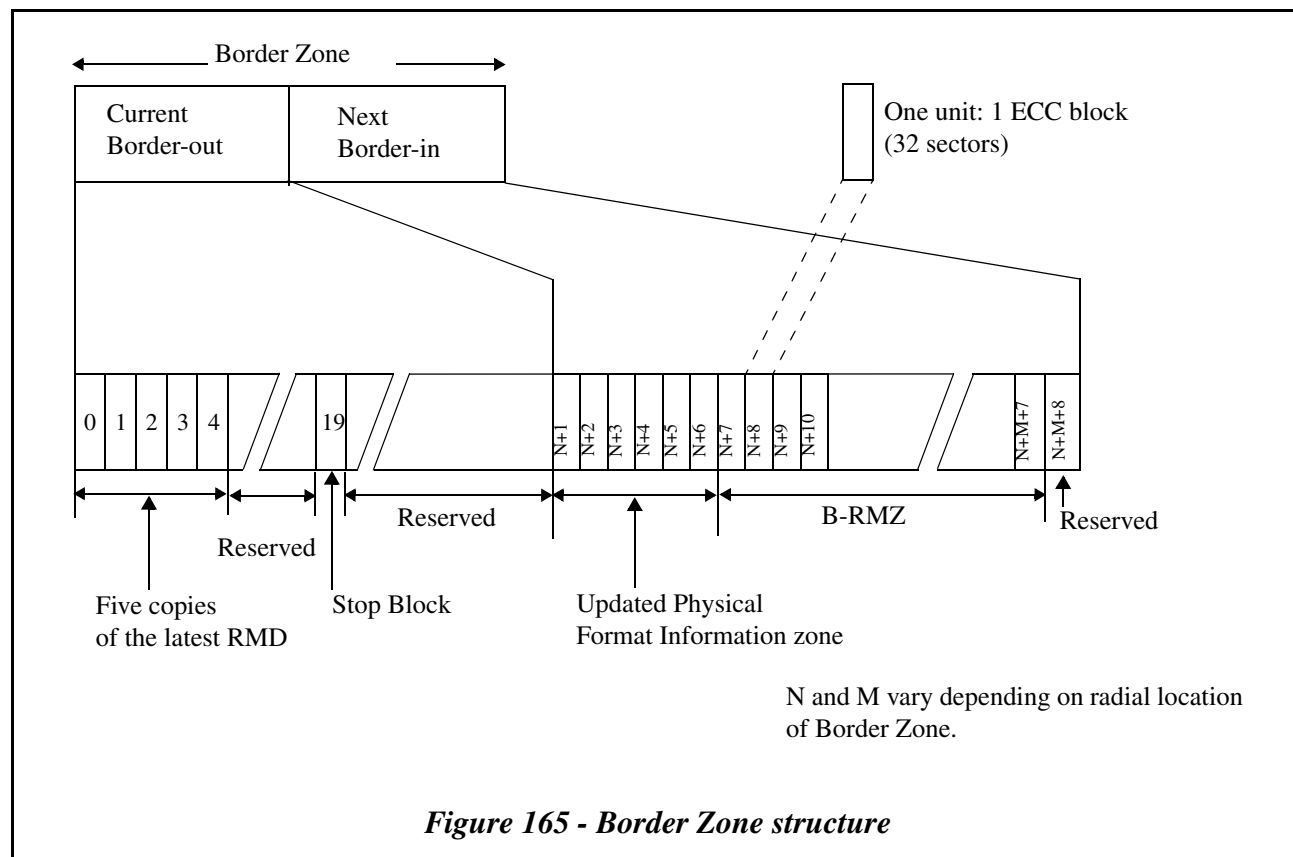 Border Zone
Current
Border-out
Next
Border-in
One unit: 1 ECC block
(32 sectors)
0
1
2
3
4
19
N+1
N+2
N+3
N+4
N+5
N+6
N+7
N+8
N+9
N+10
N+M+7
N+M+8
Reserved
Reserved
B-RMZ
Reserved
Five copies
of the latest RMD
Stop Block
Updated Physical
Format Information zone
N and M vary depending on radial location
of Border Zone.
Figure 165 - Border Zone structure